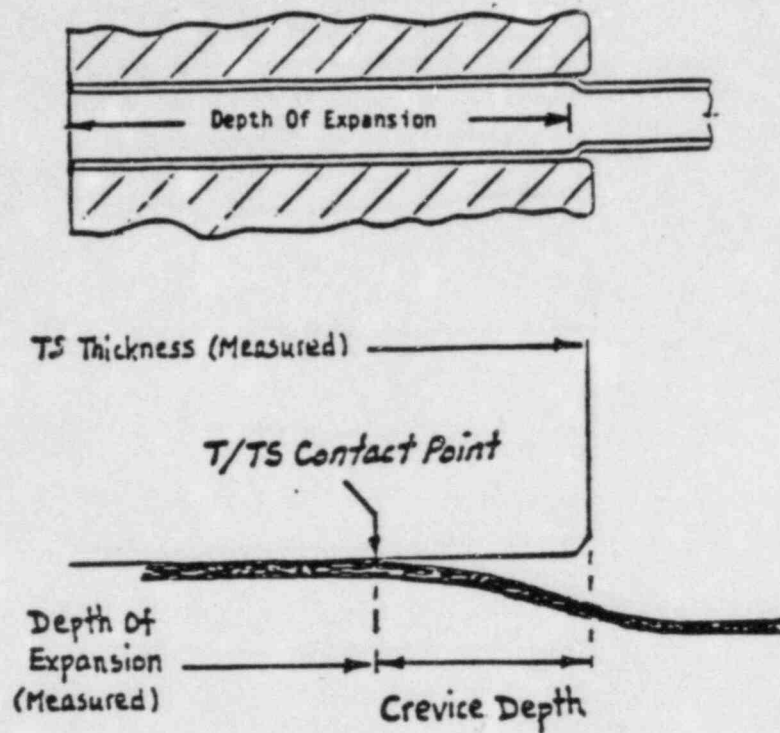 Depth Of Expansion
TS Thickness (Measured)
T/TS Contact Point
Depth Of
Expansion
(Measured)
Crevice Depth